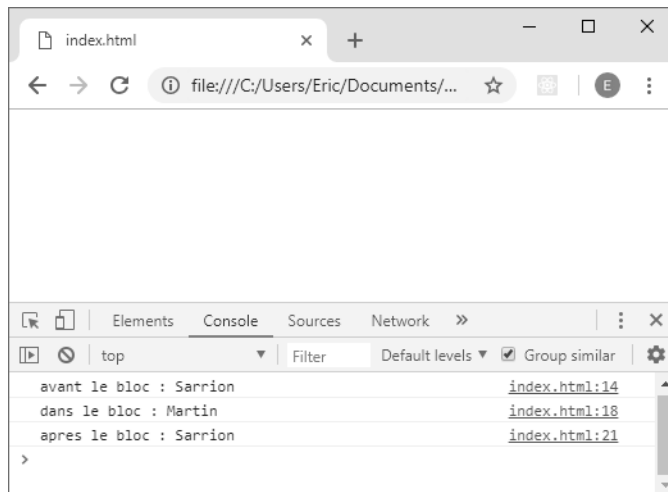 index.html
file:///C:/Users/Eric/Documents/...
E
Elements Console Sources Network
top Filter Default levels Group similar
avant le bloc : Sarrion index.html:14
dans le bloc : Martin index.html:18
apres le bloc : Sarrion index.html:21